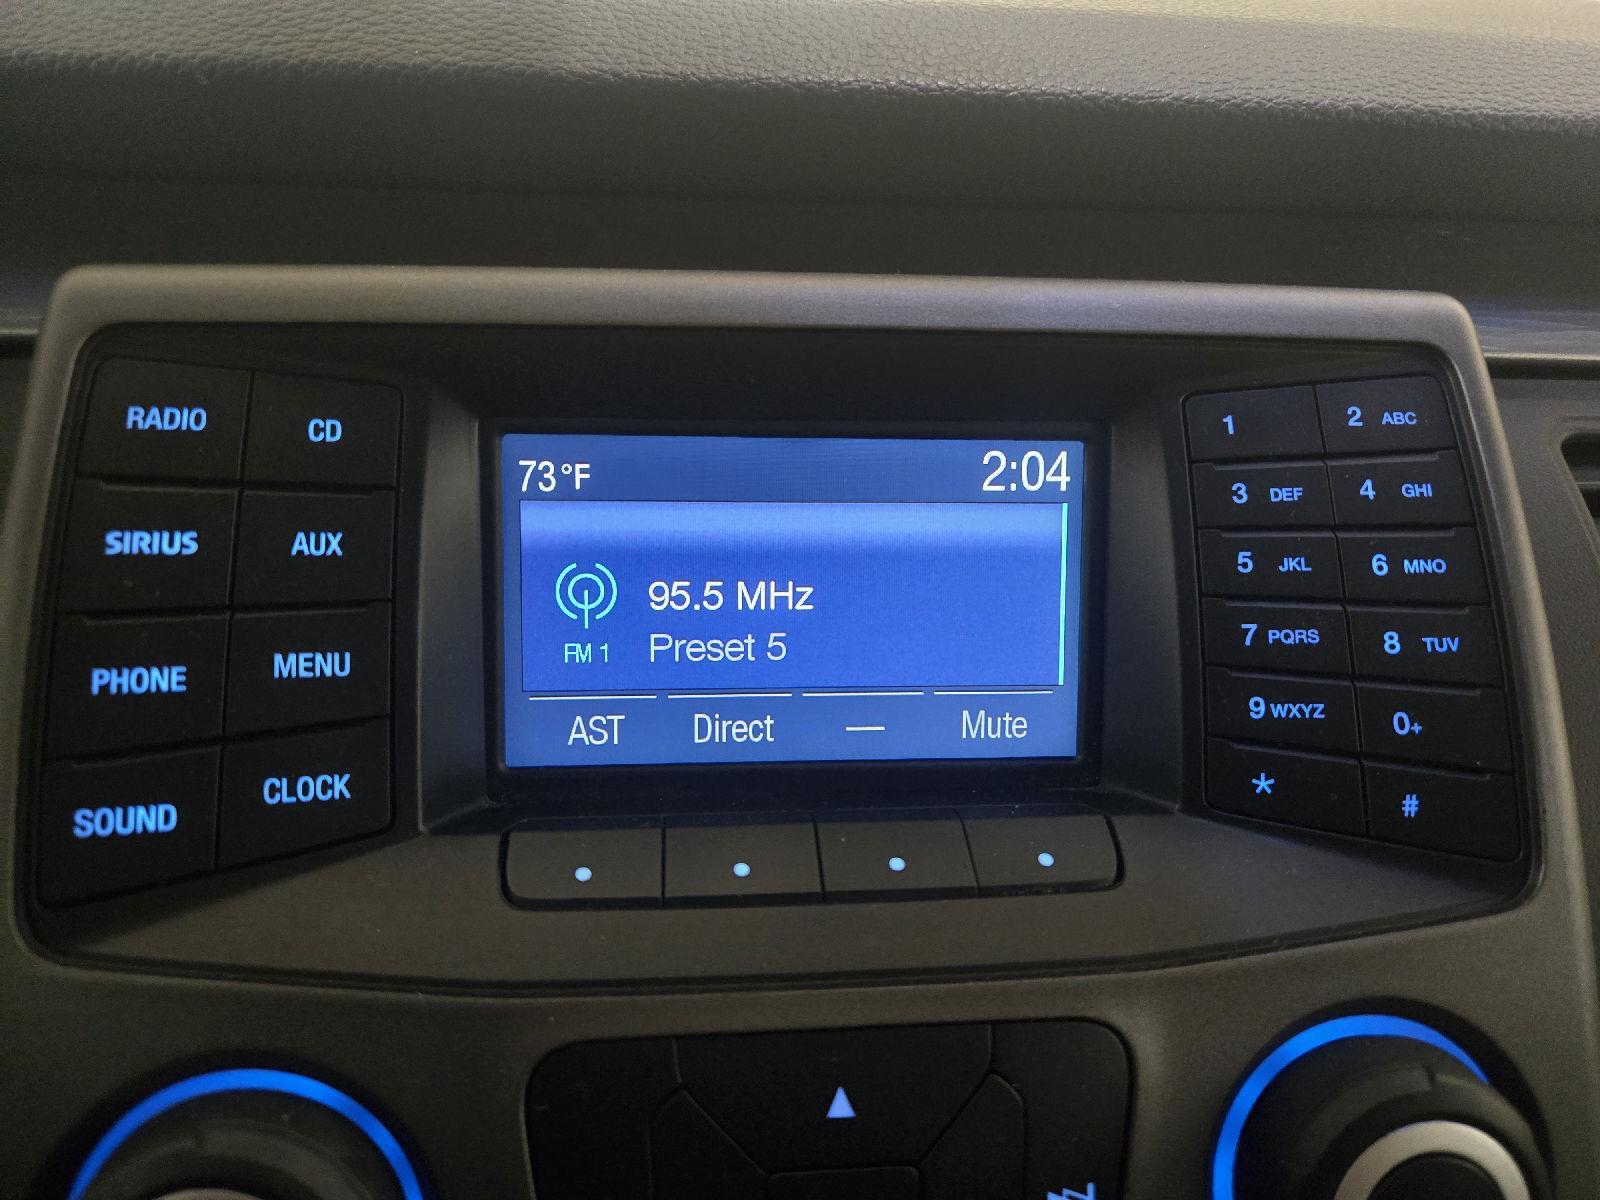 RADIO
CD
SIRIUS
AUX
PHONE
MENU
SOUND
CLOCK
73°F
2:04
FM 1
95.5 MHz
Preset 5
AST
Direct
—
Mute
1
2 ABC
3 DEF
4 GHI
5 JKL
6 MNO
7 PQRS
8 TUV
9 WXYZ
0+
*
#